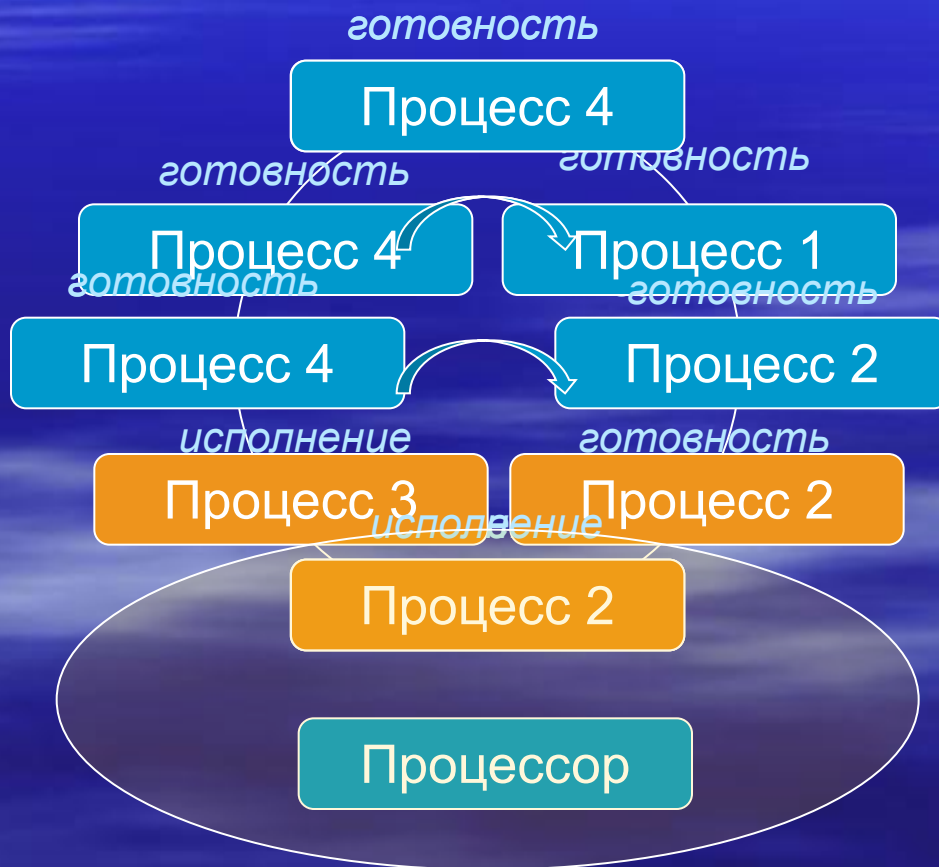 готовность
Процесс 4
готовность
готовность
Процесс 4
Процесс 1
готовность
готовность
Процесс 4
Процесс 2
исполнение
готовность
Процесс 3
Процесс 2
исполнение
Процесс 2
Процессор